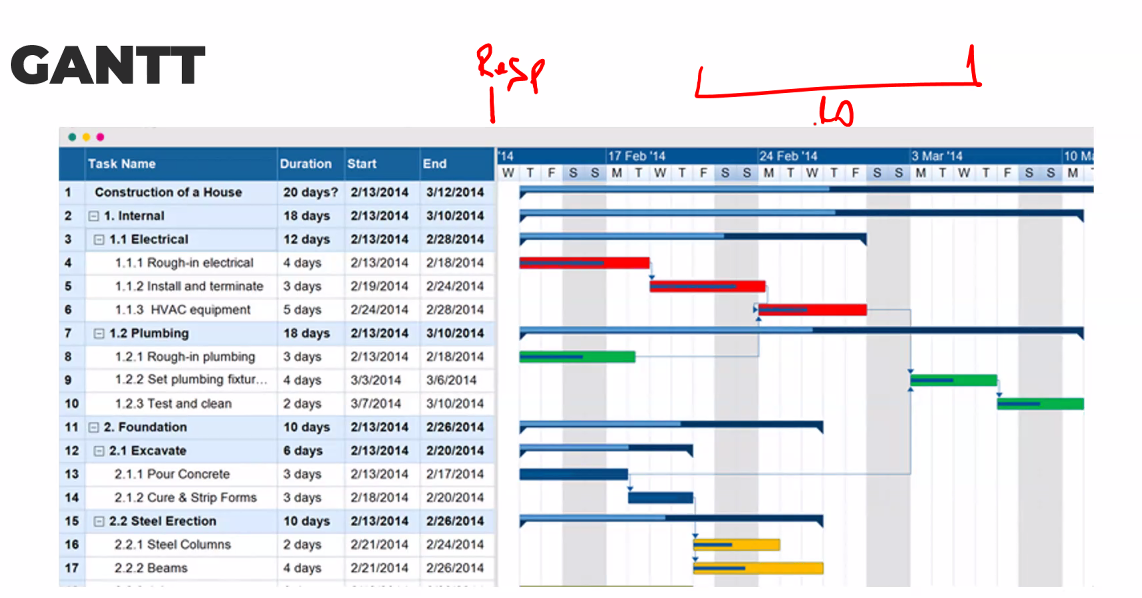 GANTT
Resp
Task Name Duration Start End '14 17 Feb '14 24 Feb '14 3 Mar '14
W T F S S M T W T F S S M T W T F S S M T W T F S S M
1 Construction of a House 20 days? 2/13/2014 3/12/2014
2 1. Internal 18 days 2/13/2014 3/10/2014
3 1.1 Electrical 12 days 2/13/2014 2/28/2014
4 1.1.1 Rough-in electrical 4 days 2/13/2014 2/18/2014
5 1.1.2 Install and terminate 3 days 2/19/2014 2/24/2014
6 1.1.3 HVAC equipment 5 days 2/24/2014 2/28/2014
7 1.2 Plumbing 18 days 2/13/2014 3/10/2014
8 1.2.1 Rough-in plumbing 3 days 2/13/2014 2/18/2014
9 1.2.2 Set plumbing fixtur... 4 days 3/3/2014 3/6/2014
10 1.2.3 Test and clean 2 days 3/7/2014 3/10/2014
11 2. Foundation 10 days 2/13/2014 2/26/2014
12 2.1 Excavate 6 days 2/13/2014 2/20/2014
13 2.1.1 Pour Concrete 3 days 2/13/2014 2/17/2014
14 2.1.2 Cure & Strip Forms 3 days 2/18/2014 2/20/2014
15 2.2 Steel Erection 10 days 2/13/2014 2/26/2014
16 2.2.1 Steel Columns 2 days 2/21/2014 2/24/2014
17 2.2.2 Beams 4 days 2/21/2014 2/26/2014